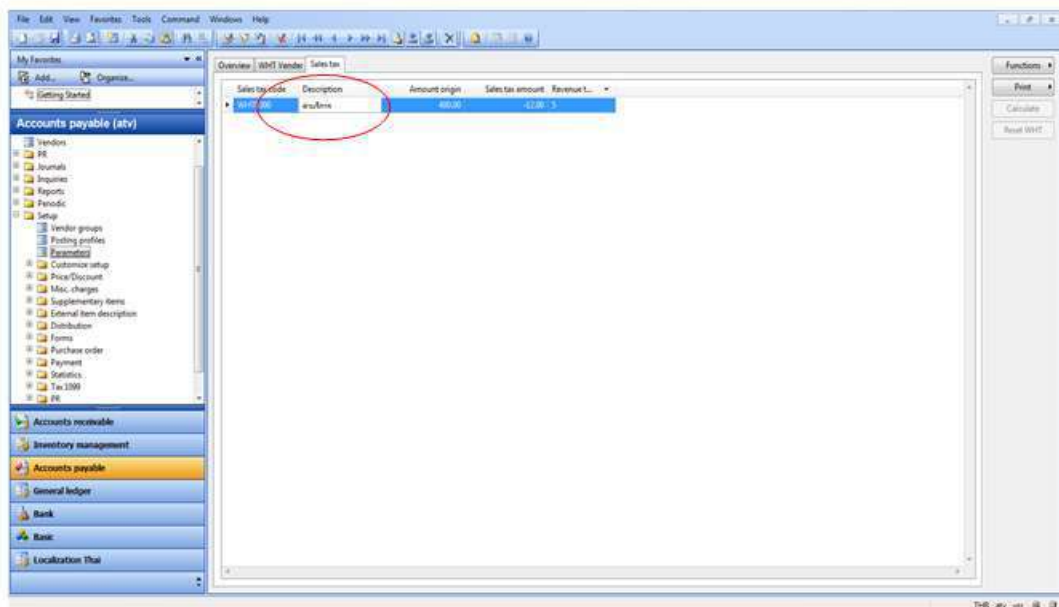 File Edit View Favorites Tools Command Windows Help
My Favorites
Add... Organize...
Getting Started
Accounts payable (atv)
Vendors
PR
Journals
Inquiries
Reports
Periodic
Setup
Vendor groups
Posting profiles
Parameters
Customize setup
Price/Discount
Misc. charges
Supplementary items
External item description
Distribution
Forms
Purchase order
Payment
Statistics
Tax 1099
PR
Accounts receivable
Inventory management
Accounts payable
General ledger
Bank
Basic
Localization Thai
Overview WHT Vender Sales tax
Sales tax code Description Amount origin Sales tax amount Revenue t...
400.00 -12.00 5
Functions
Print
Calculate
Reset WHT
THB atv